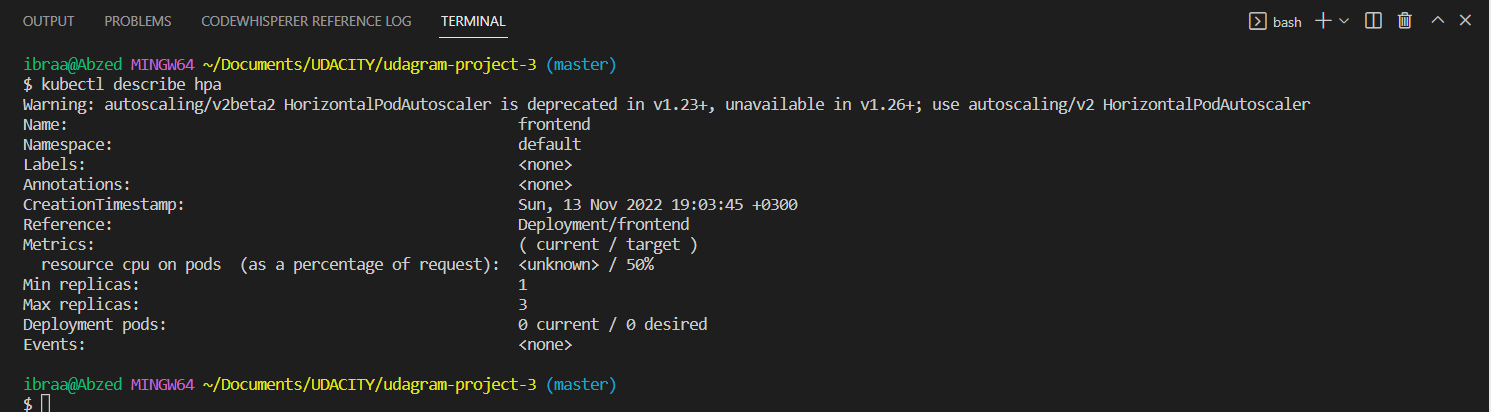 OUTPUT PROBLEMS CODEWHISPERER REFERENCE LOG TERMINAL bash
ibraa@Abzed MINGW64 ~/Documents/UDACITY/udagram-project-3 (master)
$ kubectl describe hpa
Warning: autoscaling/v2beta2 HorizontalPodAutoscaler is deprecated in v1.23+, unavailable in v1.26+; use autoscaling/v2 HorizontalPodAutoscaler
Name: frontend
Namespace: default
Labels: <none>
Annotations: <none>
CreationTimestamp: Sun, 13 Nov 2022 19:03:45 +0300
Reference: Deployment/frontend
Metrics: ( current / target )
  resource cpu on pods  (as a percentage of request): <unknown> / 50%
Min replicas: 1
Max replicas: 3
Deployment pods: 0 current / 0 desired
Events: <none>
ibraa@Abzed MINGW64 ~/Documents/UDACITY/udagram-project-3 (master)
$